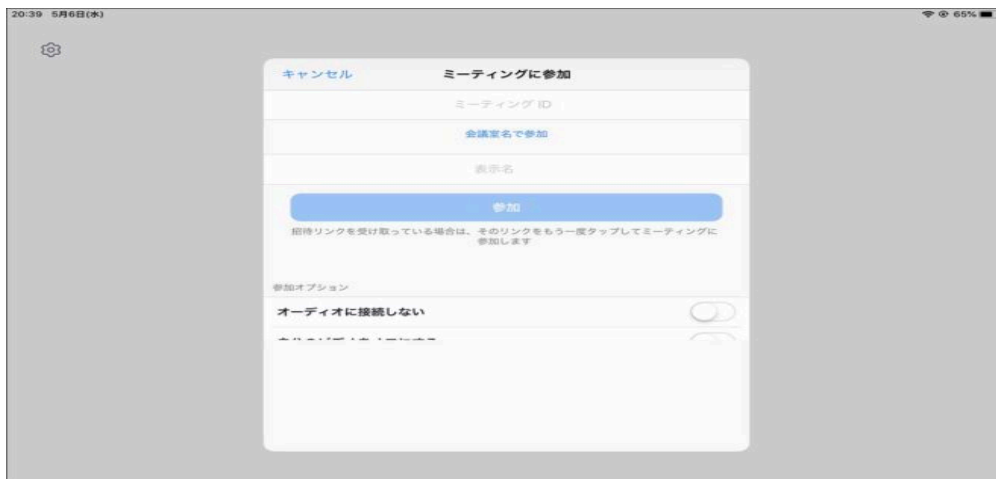 20:39 5月6日(水)
65%
キャンセル
ミーティングに参加
ミーティング ID
会議室名で参加
表示名
参加
招待リンクを受け取っている場合は、そのリンクをもう一度タップしてミーティングに
参加します
参加オプション
オーディオに接続しない